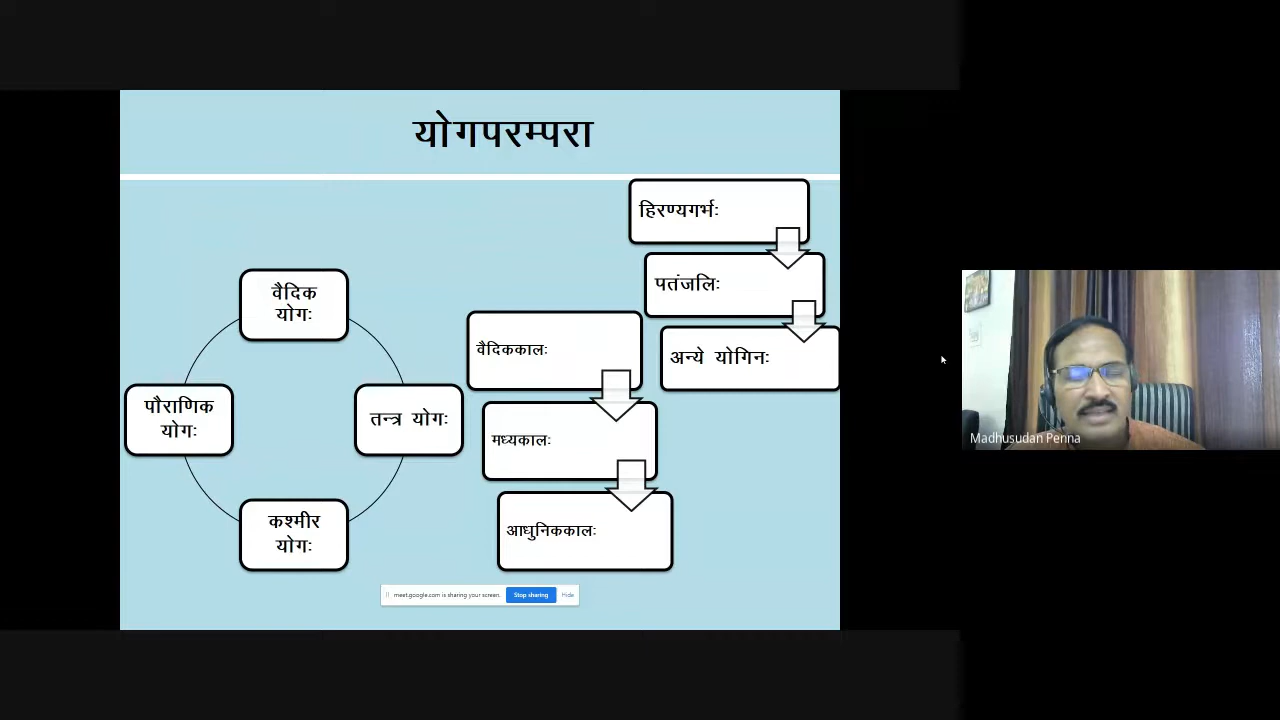 योगपरम्परा
हिरण्यगर्भः
पतंजलिः
अन्ये योगिनः
वैदिक
योगः
पौराणिक
योगः
तन्त्र योगः
कश्मीर
योगः
वैदिककालः
मध्यकालः
आधुनिककालः
meet.google.com is sharing your screen.
Stop sharing
Hide
Madhusudan Penna